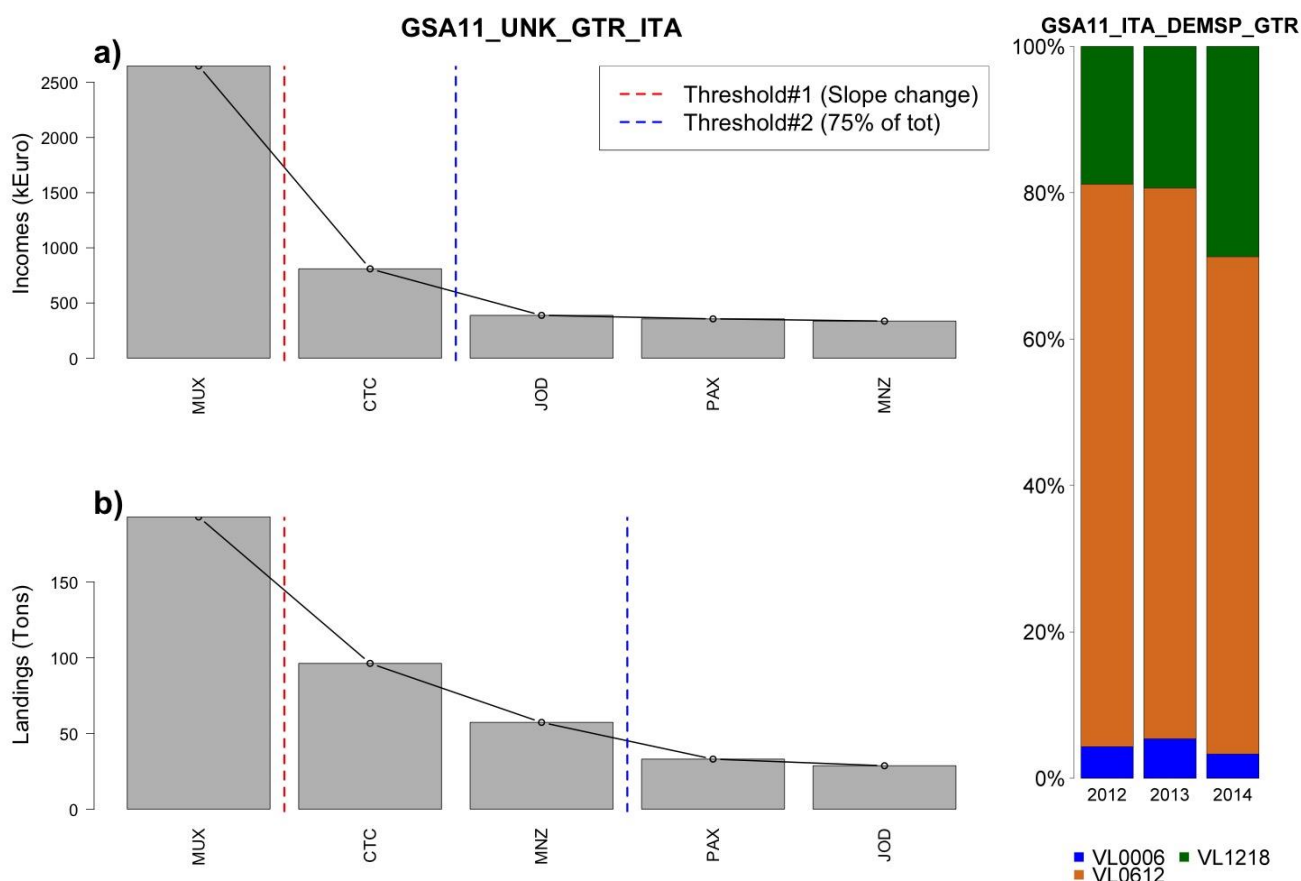 GSA11_UNK_GTR_ITA
a)
Incomes (kEuro)
2500
2000
1500
1000
500
0
Threshold#1 (Slope change)
Threshold#2 (75% of tot)
MUX CTC JOD PAX MNZ
b)
Landings (Tons)
150
100
50
0
MUX CTC MNZ PAX JOD
GSA11_ITA_DEMSP_GTR
100%
80%
60%
40%
20%
0%
2012 2013 2014
VL0006 VL1218
VL0612